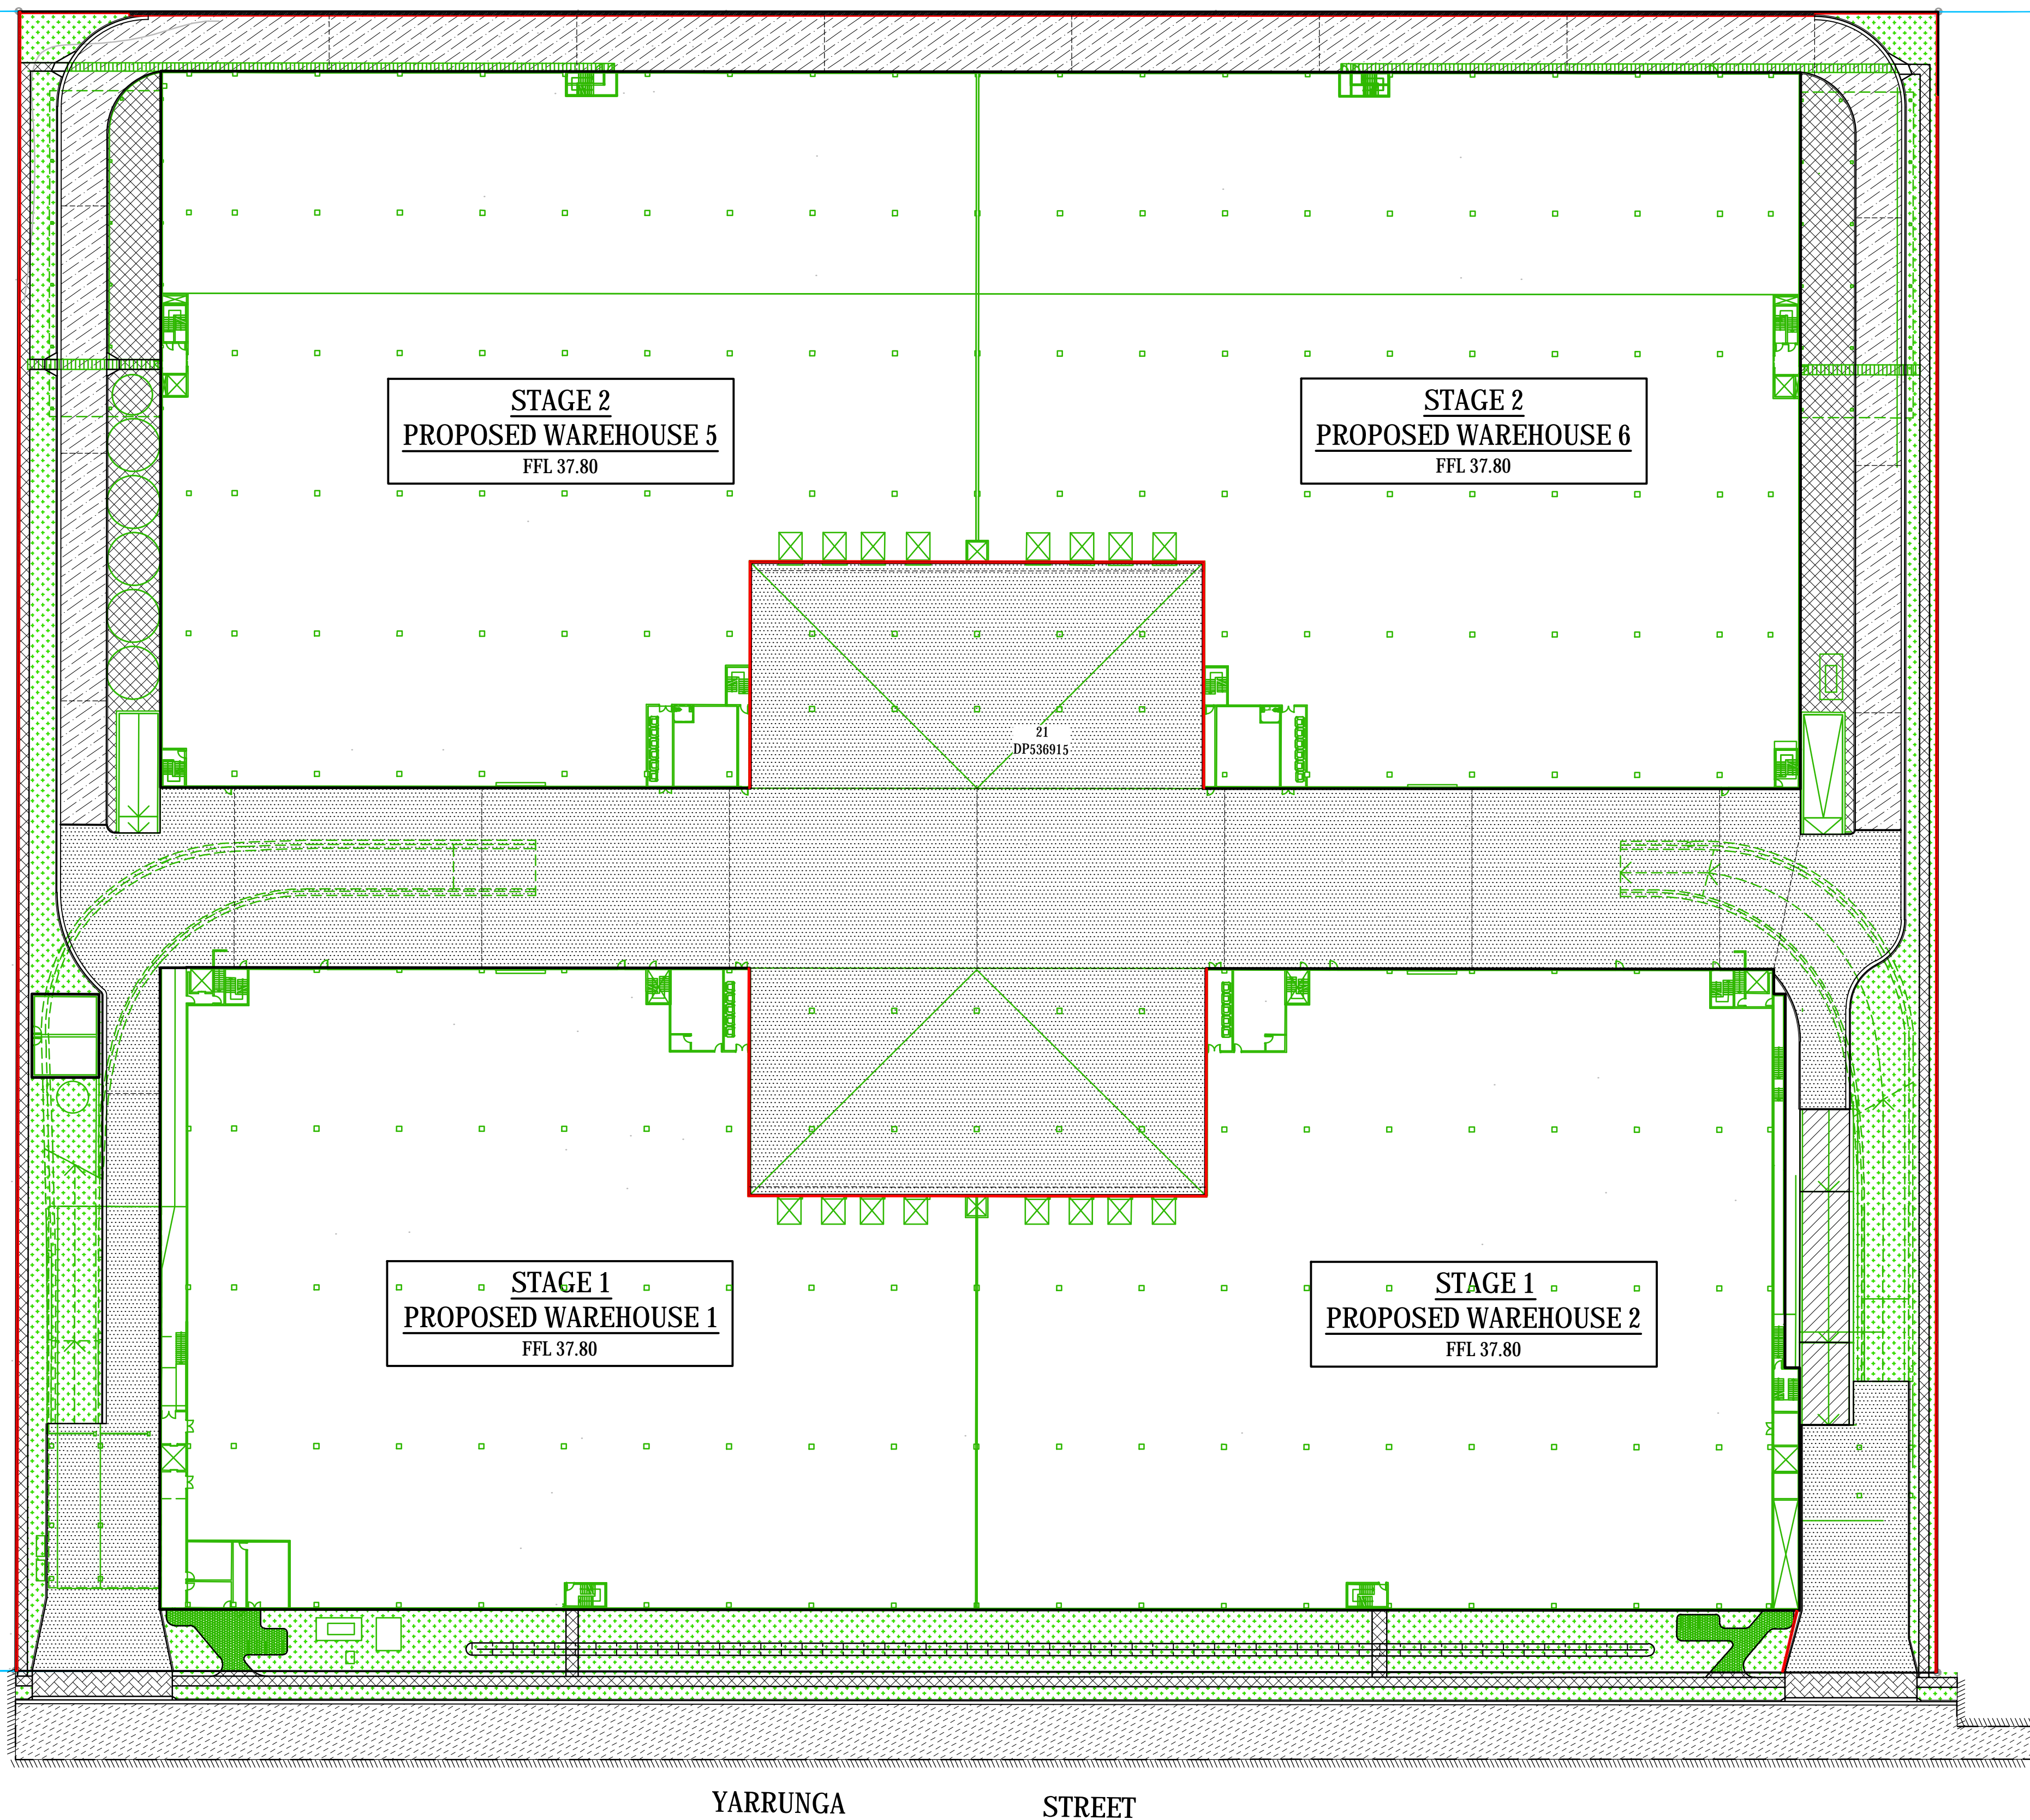 STAGE 2
PROPOSED WAREHOUSE 5
FFL 37.80
STAGE 2
PROPOSED WAREHOUSE 6
FFL 37.80
21
DP536915
STAGE 1
PROPOSED WAREHOUSE 1
FFL 37.80
STAGE 1
PROPOSED WAREHOUSE 2
FFL 37.80
YARRUNGA STREET